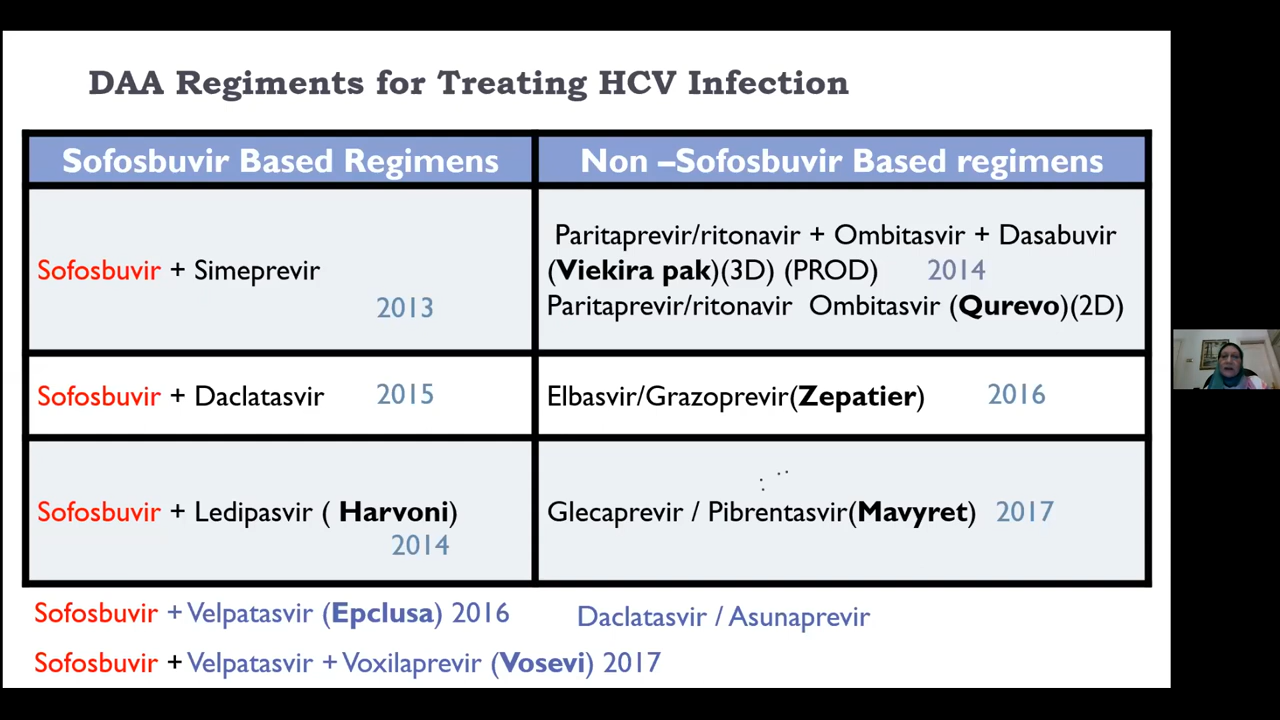 DAA Regiments for Treating HCV Infection
Sofosbuvir Based Regimens
Non –Sofosbuvir Based regimens
Sofosbuvir + Simeprevir
2013
Paritaprevir/ritonavir + Ombitasvir + Dasabuvir
(Viekira pak)(3D) (PROD) 2014
Paritaprevir/ritonavir Ombitasvir (Qurevo)(2D)
Sofosbuvir + Daclatasvir 2015
Elbasvir/Grazoprevir(Zepatier) 2016
Sofosbuvir + Ledipasvir ( Harvoni)
2014
Glecaprevir / Pibrentasvir(Mavyret) 2017
Sofosbuvir + Velpatasvir (Epclusa) 2016
Daclatasvir / Asunaprevir
Sofosbuvir + Velpatasvir + Voxilaprevir (Vosevi) 2017